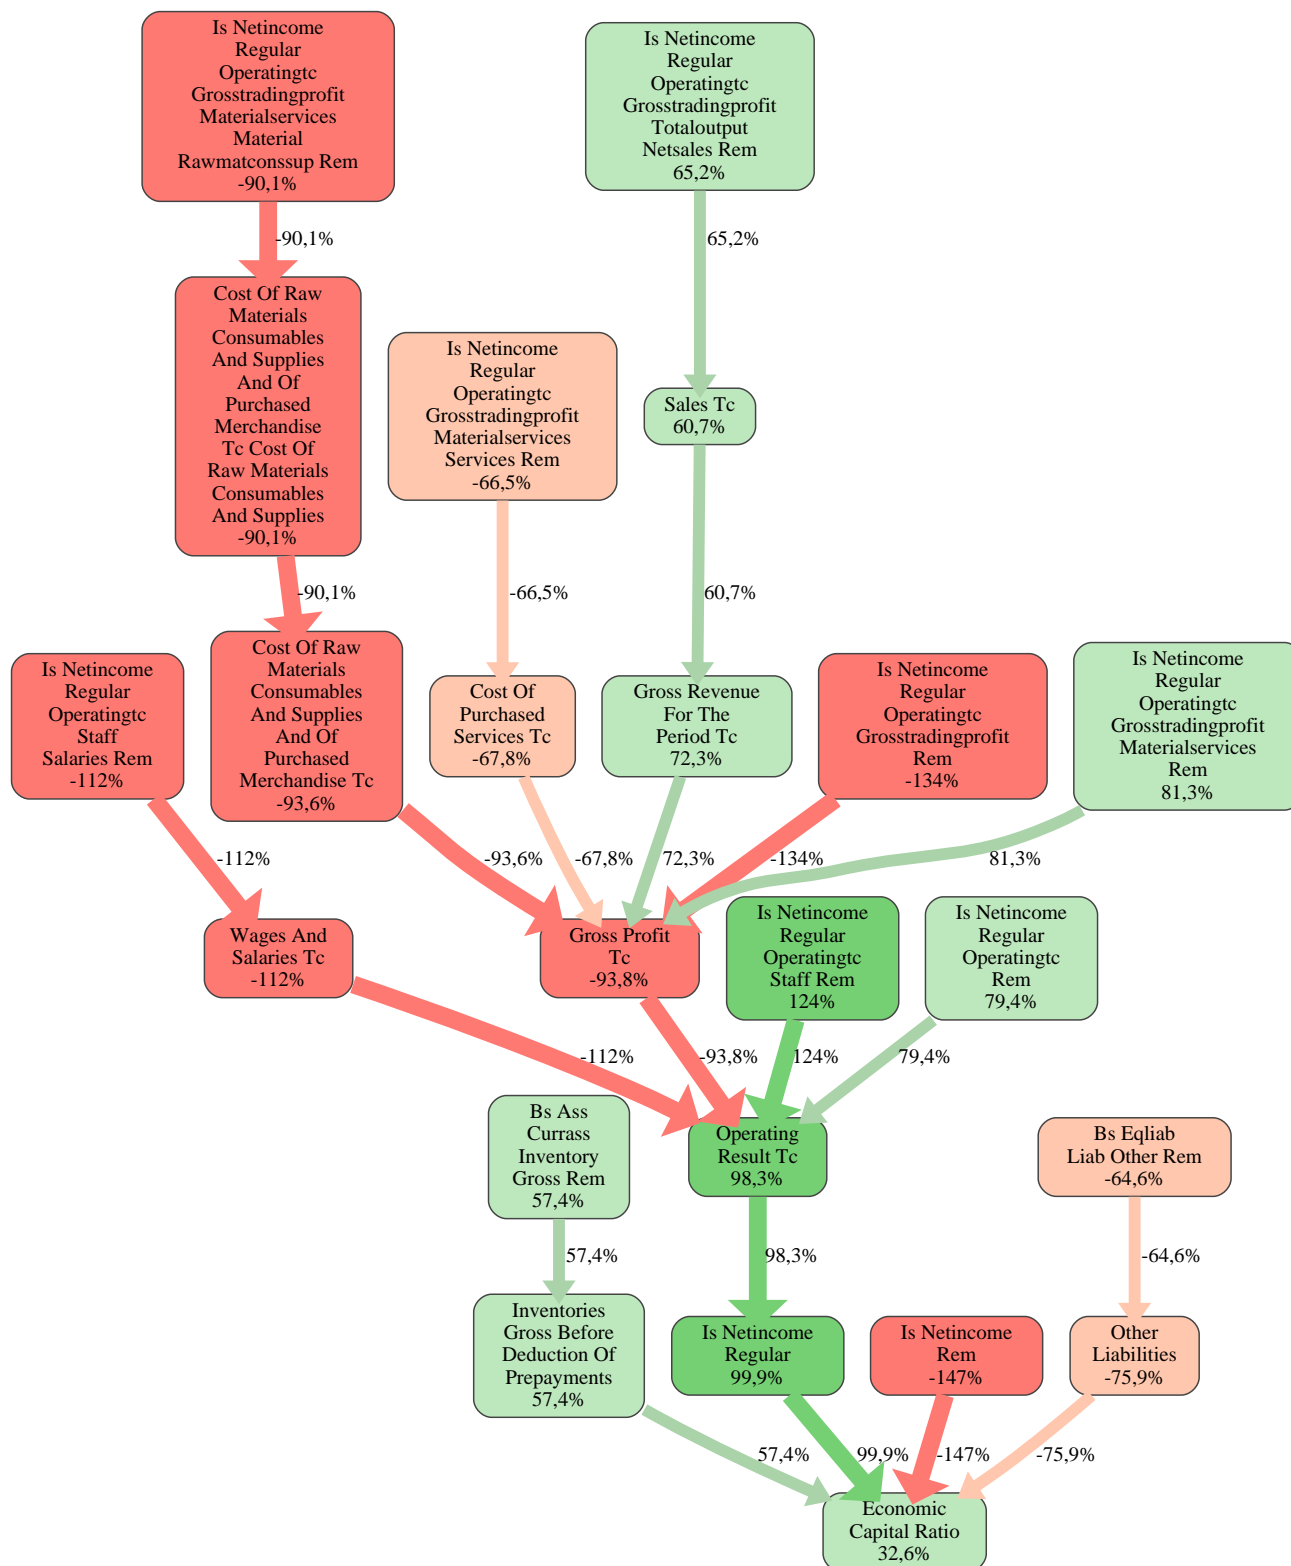 Is Netincome
Regular
Operatingtc
Grosstradingprofit
Materialservices
Material
Rawmatconssup Rem
-90,1%
Is Netincome
Regular
Operatingtc
Grosstradingprofit
Totaloutput
Netsales Rem
65,2%
-90,1%
65,2%
Cost Of Raw
Materials
Consumables
And Supplies
And Of
Purchased
Merchandise
Tc Cost Of
Raw Materials
Consumables
And Supplies
-90,1%
Is Netincome
Regular
Operatingtc
Grosstradingprofit
Materialservices
Services Rem
-66,5%
Sales Tc
60,7%
-90,1%
-66,5%
60,7%
Is Netincome
Regular
Operatingtc
Staff
Salaries Rem
-112%
Cost Of Raw
Materials
Consumables
And Supplies
And Of
Purchased
Merchandise Tc
-93,6%
Cost Of
Purchased
Services Tc
-67,8%
Gross Revenue
For The
Period Tc
72,3%
Is Netincome
Regular
Operatingtc
Grosstradingprofit
Rem
-134%
Is Netincome
Regular
Operatingtc
Grosstradingprofit
Materialservices
Rem
81,3%
-112%
-93,6%
-67,8%
72,3%
-134%
81,3%
Wages And
Salaries Tc
-112%
Gross Profit
Tc
-93,8%
Is Netincome
Regular
Operatingtc
Staff Rem
124%
Is Netincome
Regular
Operatingtc
Rem
79,4%
-112%
-93,8%
124%
79,4%
Bs Ass
Currass
Inventory
Gross Rem
57,4%
Operating
Result Tc
98,3%
Bs Eqliab
Liab Other Rem
-64,6%
57,4%
98,3%
-64,6%
Inventories
Gross Before
Deduction Of
Prepayments
57,4%
Is Netincome
Regular
99,9%
Is Netincome
Rem
-147%
Other
Liabilities
-75,9%
57,4%
99,9%
-147%
-75,9%
Economic
Capital Ratio
32,6%